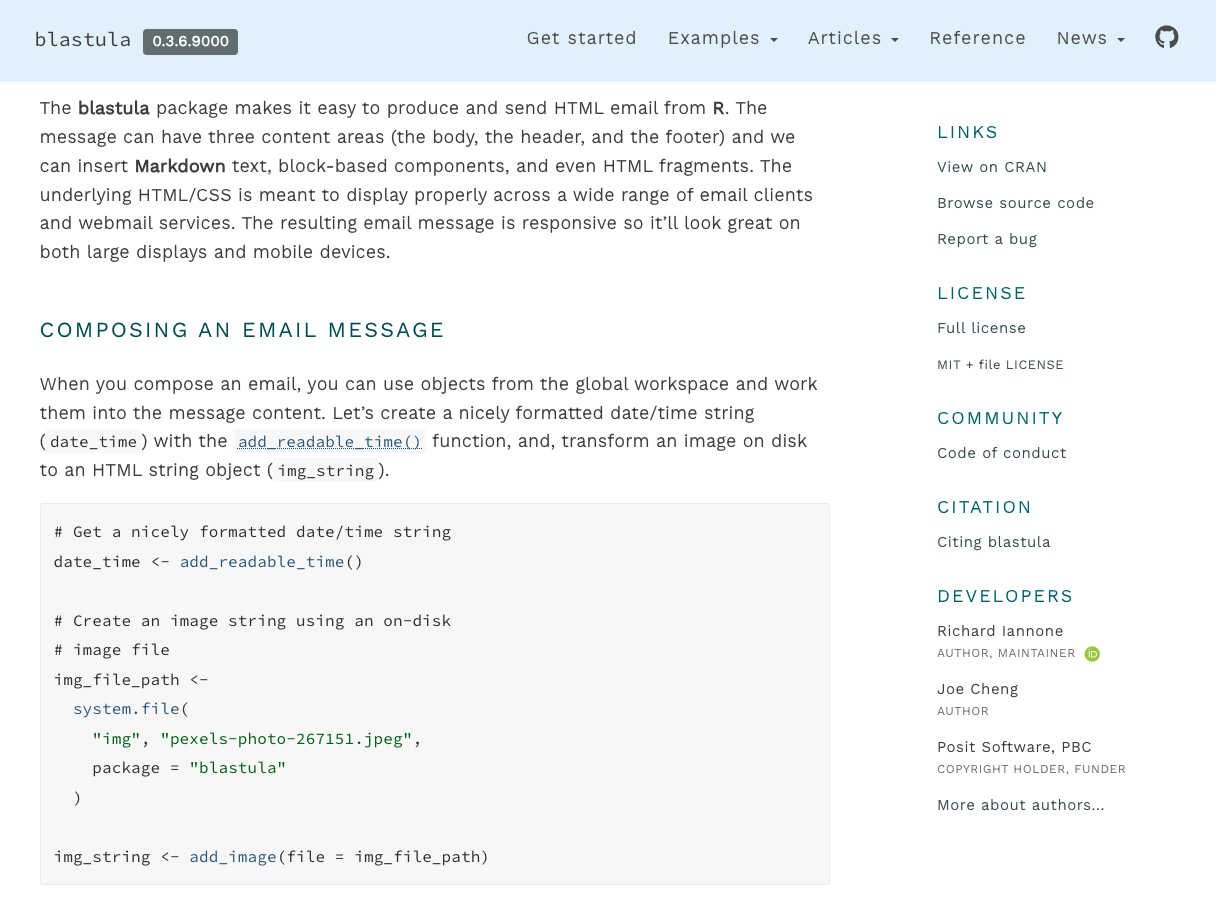 blastula 0.3.6.9000 Get started Examples Articles Reference News
The blastula package makes it easy to produce and send HTML email from R. The
message can have three content areas (the body, the header, and the footer) and we
can insert Markdown text, block-based components, and even HTML fragments. The
underlying HTML/CSS is meant to display properly across a wide range of email clients
and webmail services. The resulting email message is responsive so it’ll look great on
both large displays and mobile devices.
COMPOSING AN EMAIL MESSAGE
When you compose an email, you can use objects from the global workspace and work
them into the message content. Let’s create a nicely formatted date/time string
(date_time) with the add_readable_time() function, and, transform an image on disk
to an HTML string object (img_string).
# Get a nicely formatted date/time string
date_time <- add_readable_time()
# Create an image string using an on-disk
# image file
img_file_path <-
  system.file(
    "img", "pexels-photo-267151.jpeg",
    package = "blastula"
  )
img_string <- add_image(file = img_file_path)
LINKS
View on CRAN
Browse source code
Report a bug
LICENSE
Full license
MIT + file LICENSE
COMMUNITY
Code of conduct
CITATION
Citing blastula
DEVELOPERS
Richard Iannone
AUTHOR, MAINTAINER iD
Joe Cheng
AUTHOR
Posit Software, PBC
COPYRIGHT HOLDER, FUNDER
More about authors...